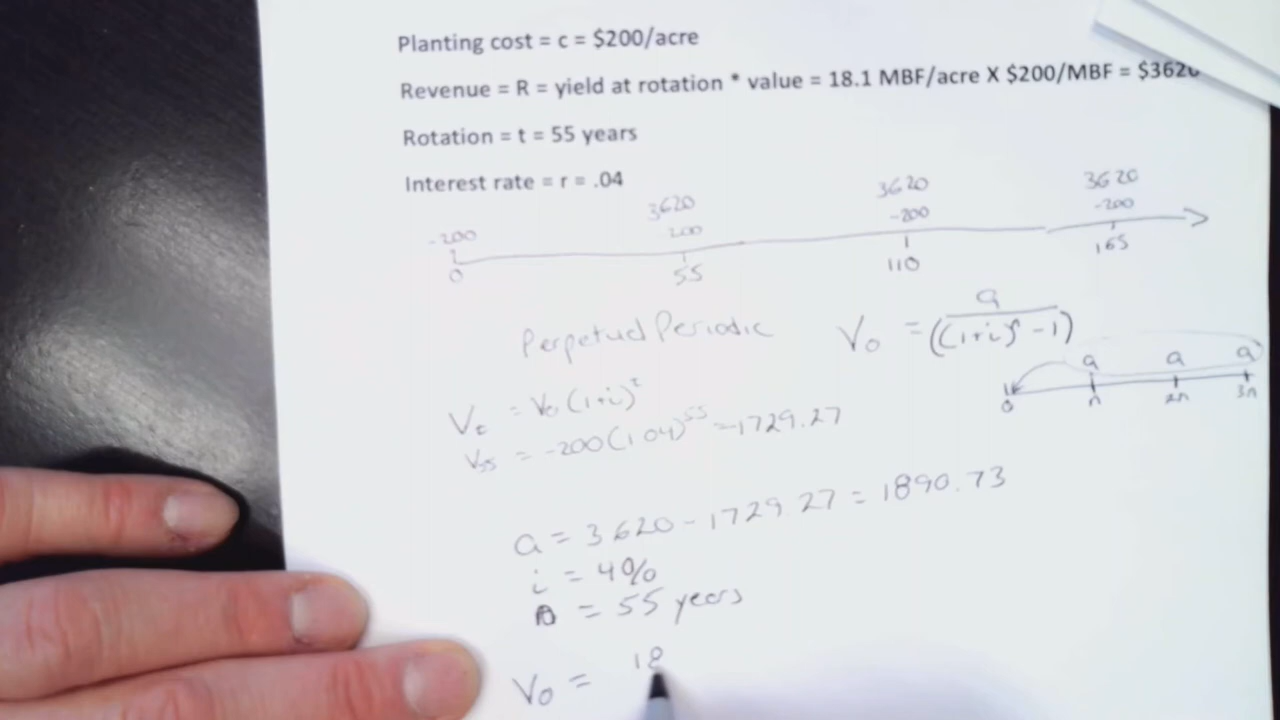 Planting cost = c = $200/acre
Revenue = R = yield at rotation * value = 18.1 MBF/acre X $200/MBF = $3620
Rotation = t = 55 years
Interest rate = r = .04
3620 3620 3620
-200 200 -200 -200
0 55 110 165
Perpetual Periodic V0 = a / ((1+i)^n - 1)
a a a
0 n 2n 3n
Vt = V0 (1+i)^t
V55 = -200 (1.04)^55 = -1729.27
a = 3620 - 1729.27 = 1890.73
i = 4%
n = 55 years
V0 = 18